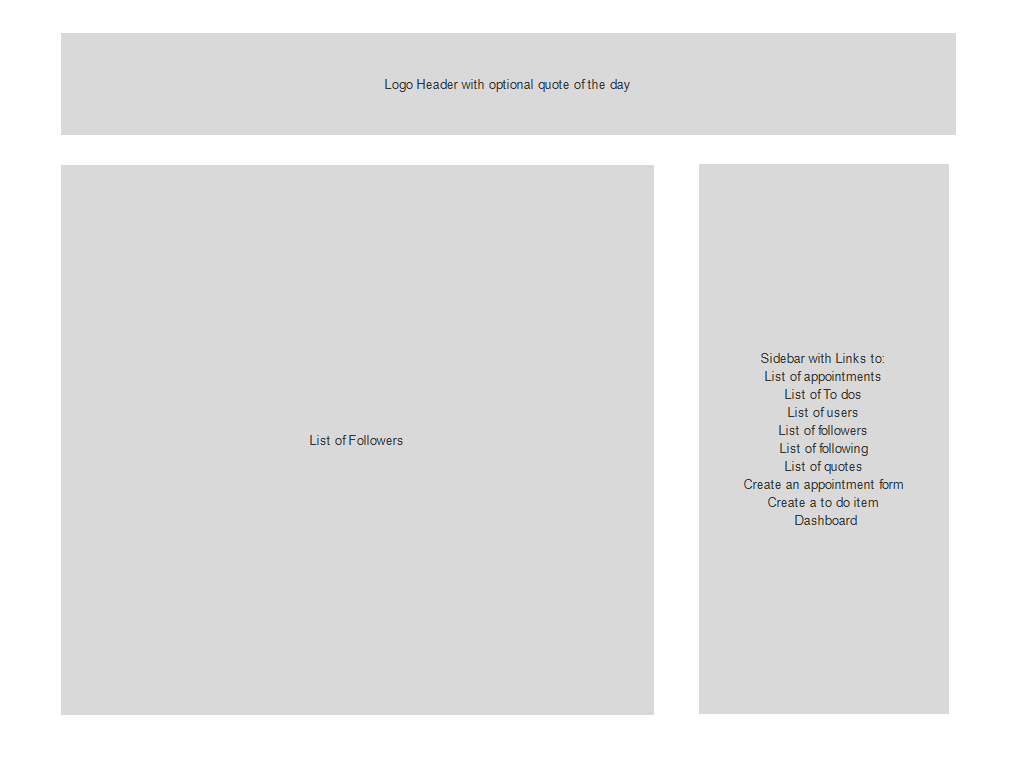 Logo Header with optional quote of the day
List of Followers
Sidebar with Links to:
List of appointments
List of To dos
List of users
List of followers
List of following
List of quotes
Create an appointment form
Create a to do item
Dashboard